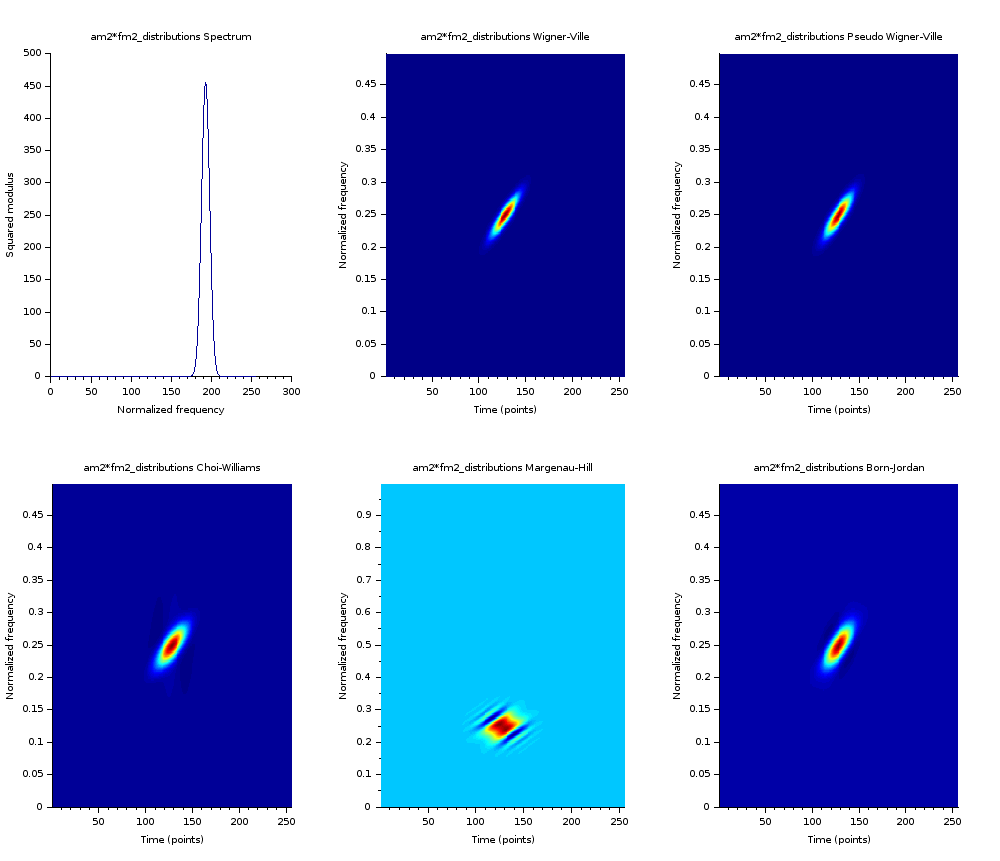 am2*fm2_distributions Spectrum
500
450
400
350
300
250
200
150
100
50
0
Squared modulus
0 50 100 150 200 250 300
Normalized frequency
am2*fm2_distributions Wigner-Ville
0.45
0.4
0.35
0.3
0.25
0.2
0.15
0.1
0.05
0
Normalized frequency
50 100 150 200 250
Time (points)
am2*fm2_distributions Pseudo Wigner-Ville
0.45
0.4
0.35
0.3
0.25
0.2
0.15
0.1
0.05
0
Normalized frequency
50 100 150 200 250
Time (points)
am2*fm2_distributions Choi-Williams
0.45
0.4
0.35
0.3
0.25
0.2
0.15
0.1
0.05
0
Normalized frequency
50 100 150 200 250
Time (points)
am2*fm2_distributions Margenau-Hill
0.9
0.8
0.7
0.6
0.5
0.4
0.3
0.2
0.1
0
Normalized frequency
50 100 150 200 250
Time (points)
am2*fm2_distributions Born-Jordan
0.45
0.4
0.35
0.3
0.25
0.2
0.15
0.1
0.05
0
Normalized frequency
50 100 150 200 250
Time (points)